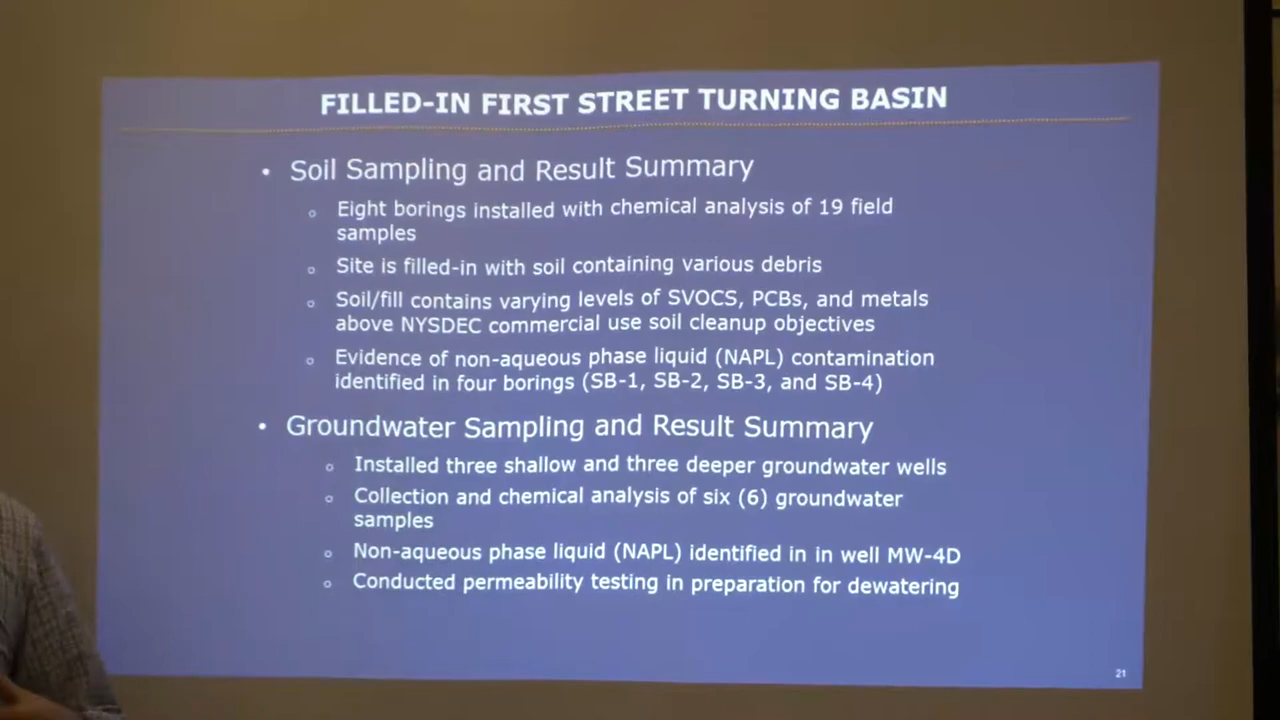 FILLED-IN FIRST STREET TURNING BASIN
• Soil Sampling and Result Summary
o Eight borings installed with chemical analysis of 19 field
samples
o Site is filled-in with soil containing various debris
o Soil/fill contains varying levels of SVOCS, PCBs, and metals
above NYSDEC commercial use soil cleanup objectives
o Evidence of non-aqueous phase liquid (NAPL) contamination
identified in four borings (SB-1, SB-2, SB-3, and SB-4)
• Groundwater Sampling and Result Summary
o Installed three shallow and three deeper groundwater wells
o Collection and chemical analysis of six (6) groundwater
samples
o Non-aqueous phase liquid (NAPL) identified in in well MW-4D
o Conducted permeability testing in preparation for dewatering
21